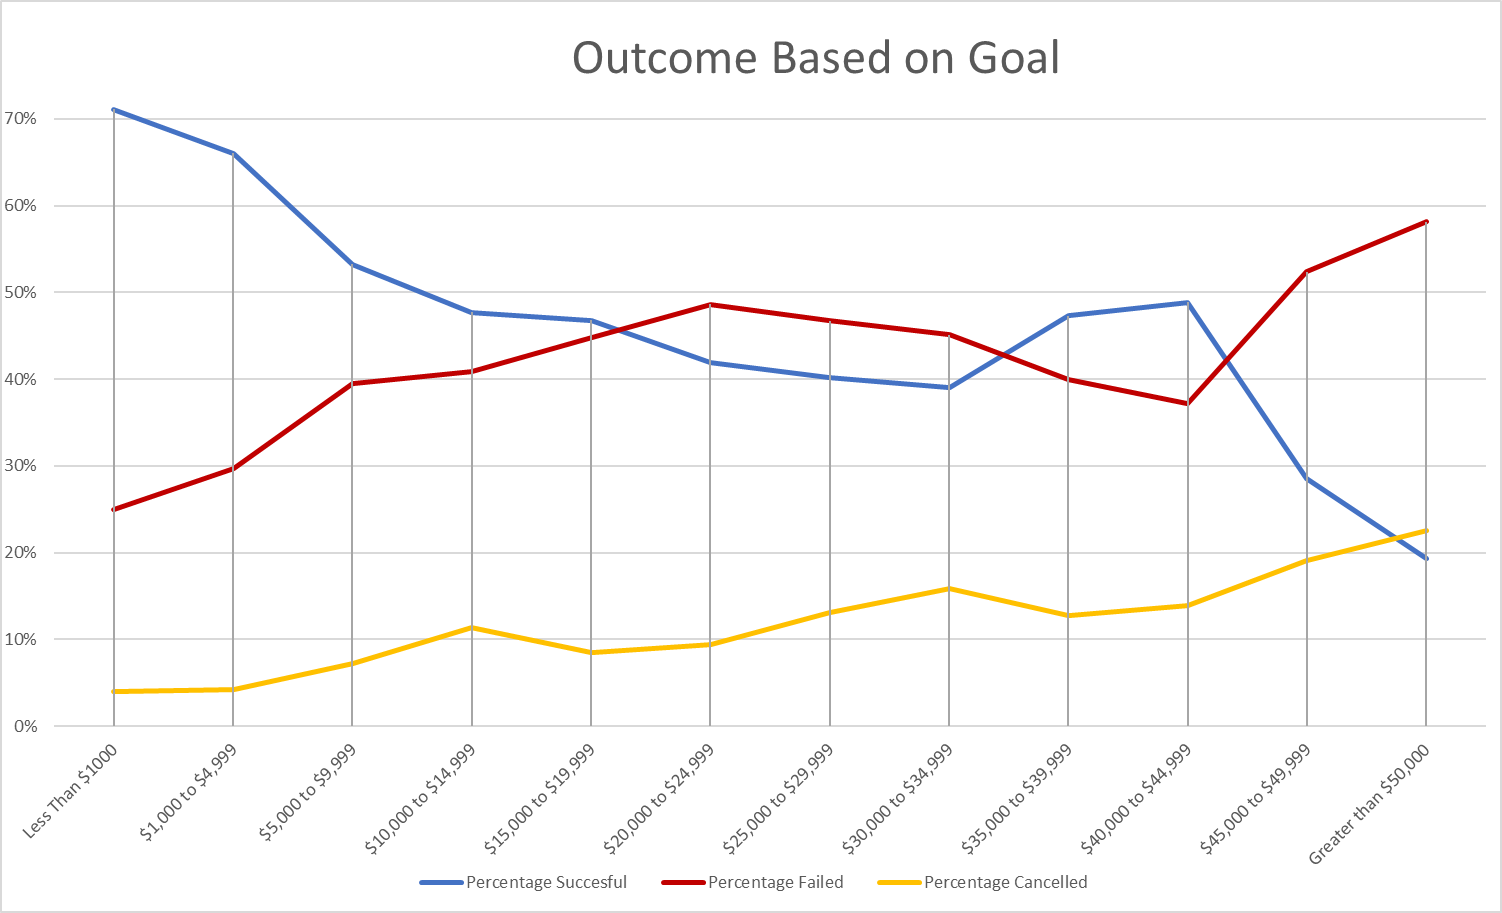 Outcome Based on Goal
70%
60%
50%
40%
30%
20%
10%
0%
Less Than $1000
$1,000 to $4,999
$5,000 to $9,999
$10,000 to $14,999
$15,000 to $19,999
$20,000 to $24,999
$25,000 to $29,999
$30,000 to $34,999
$35,000 to $39,999
$40,000 to $44,999
$45,000 to $49,999
Greater than $50,000
Percentage Succesful Percentage Failed Percentage Cancelled